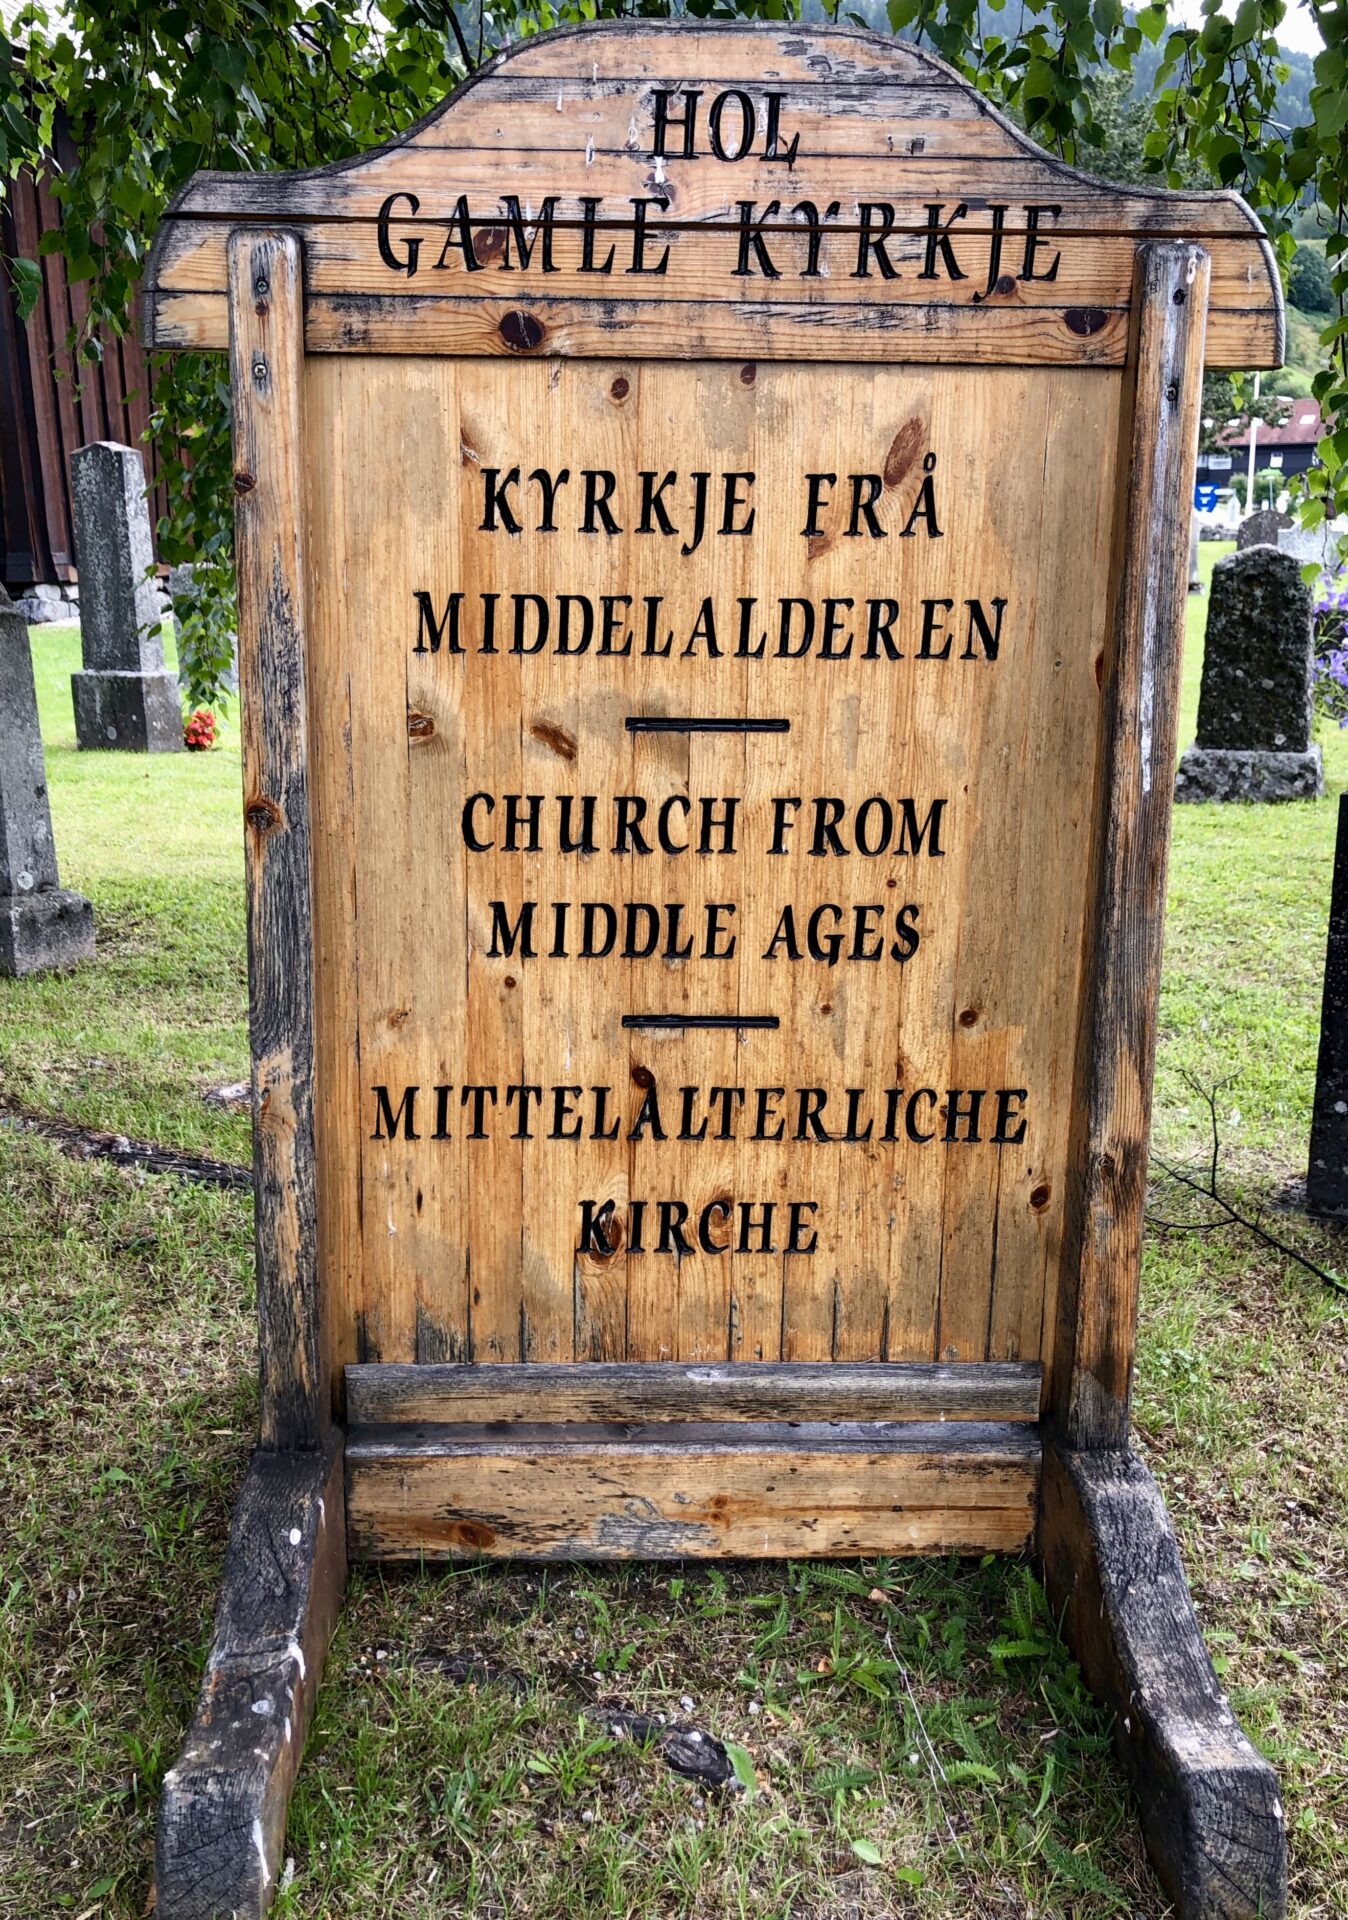 HOL
GAMLE KYRKJE
KYRKJE FRÅ
MIDDELALDEREN
CHURCH FROM
MIDDLE AGES
MITTELALTERLICHE
KIRCHE